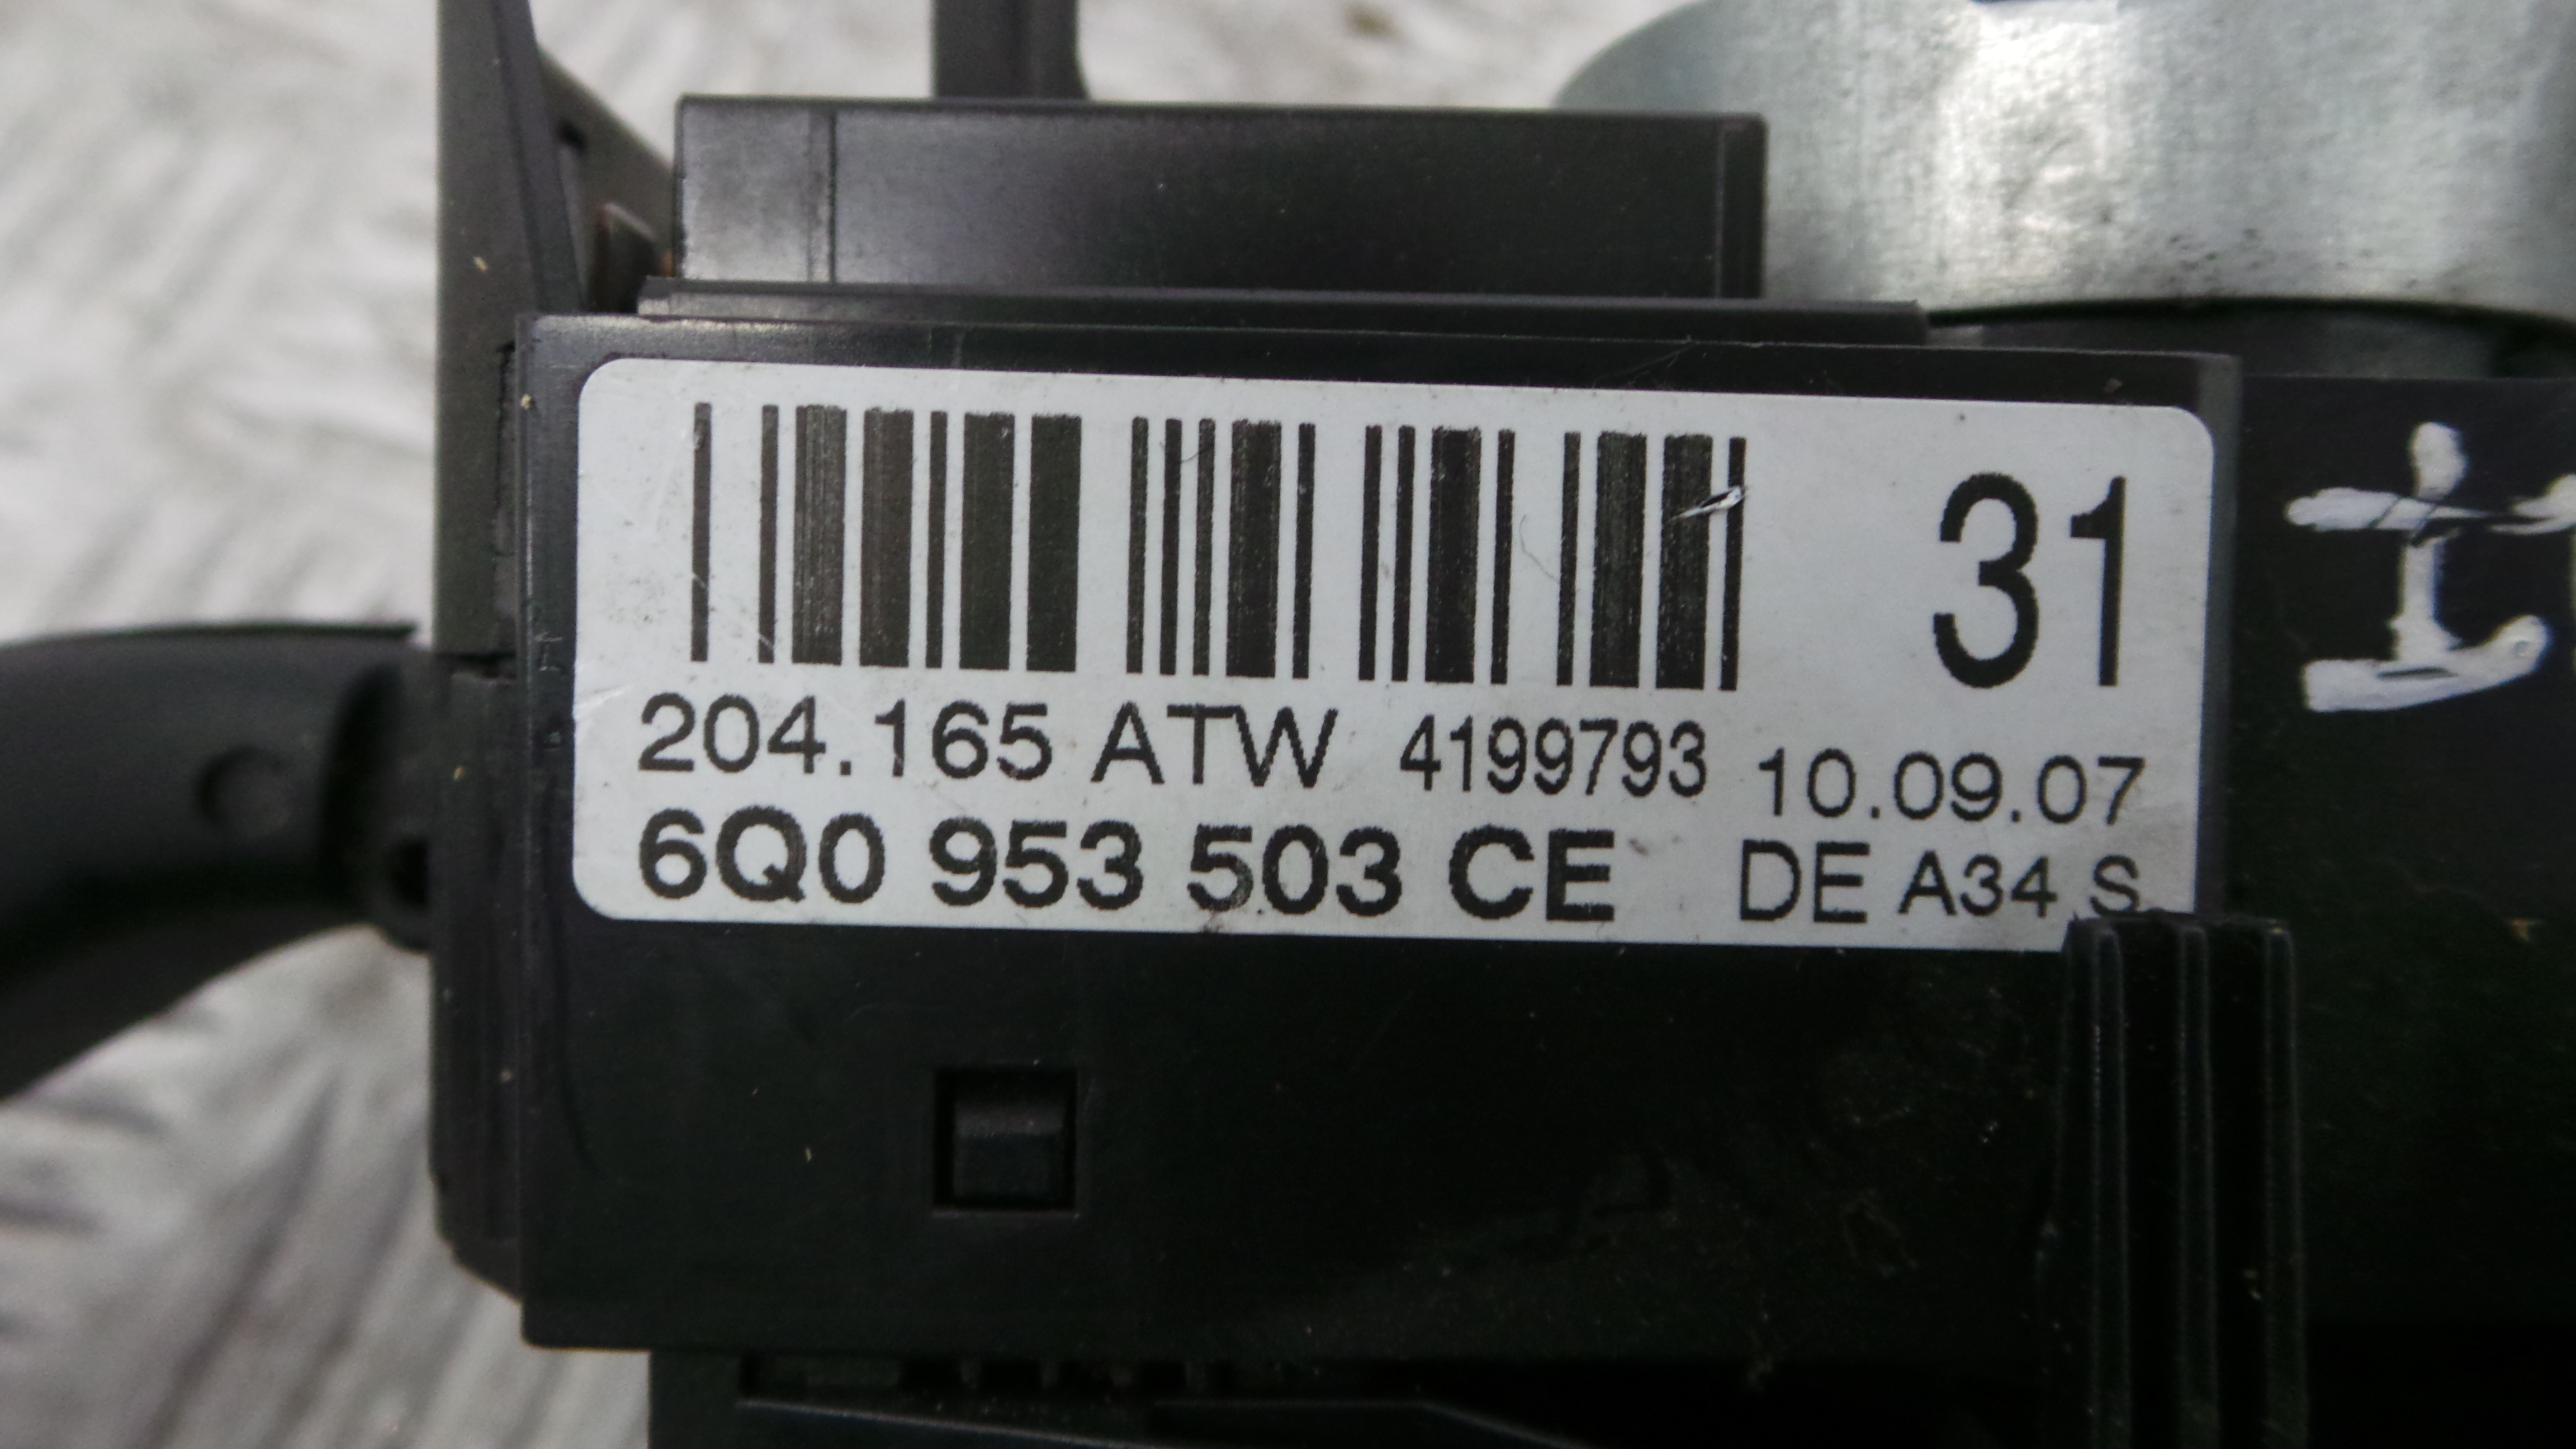 31
204.165 ATW 4199793 10.09.07
6Q0 953 503 CE DE A34 S